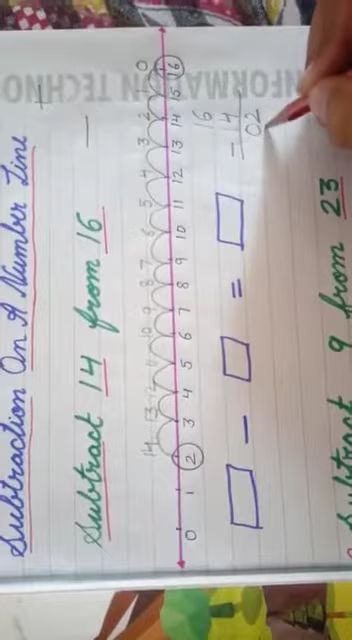 Subtraction On A Number Line
+
Subtract 14 from 16 -
14 13 12 11 10 9 8 7 6 5 4 3 2 1 0
0 1 2 3 4 5 6 7 8 9 10 11 12 13 14 15 16
□ - □ = □
16
- 14
02
Subtract 9 from 23